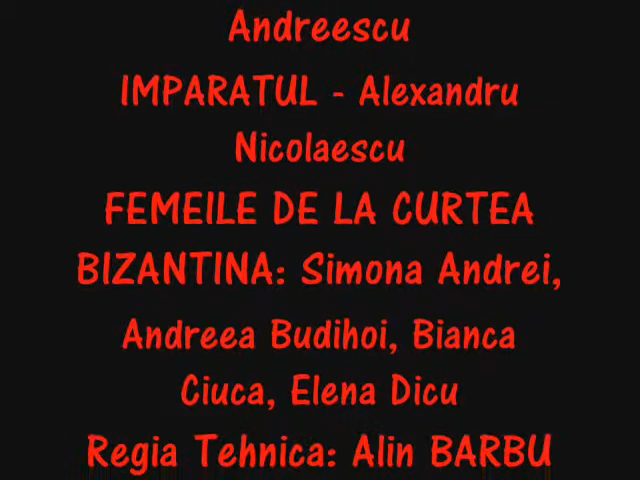 Andreescu
IMPARATUL - Alexandru
Nicolaescu
FEMEILE DE LA CURTEA
BIZANTINA: Simona Andrei,
Andreea Budihoi, Bianca
Ciuca, Elena Dicu
Regia Tehnica: Alin BARBU